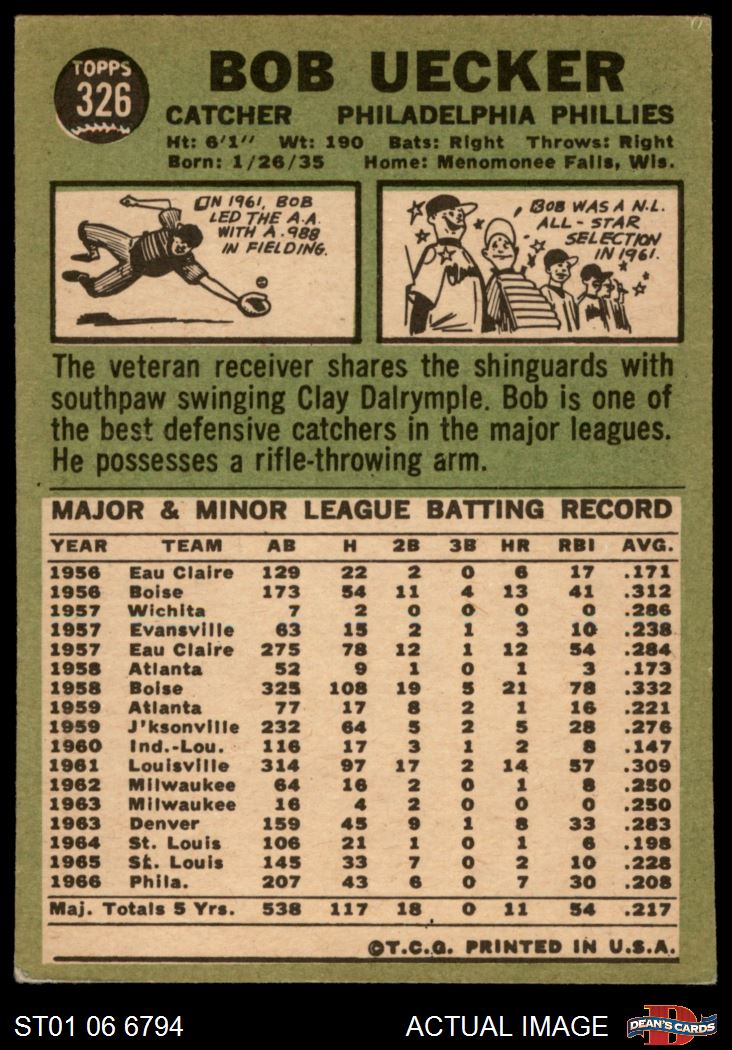 TOPPS
326
BOB UECKER
CATCHER PHILADELPHIA PHILLIES
Ht: 6'1" Wt: 190 Bats: Right Throws: Right
Born: 1/26/35 Home: Menomonee Falls, Wis.
ON 1961, BOB
LED THE A.A.
WITH A .988
IN FIELDING.
BOB WAS A N.L.
ALL-STAR
SELECTION
IN 1961.
The veteran receiver shares the shinguards with
southpaw swinging Clay Dalrymple. Bob is one of
the best defensive catchers in the major leagues.
He possesses a rifle-throwing arm.
MAJOR & MINOR LEAGUE BATTING RECORD
YEAR TEAM AB H 2B 3B HR RBI AVG.
1956 Eau Claire 129 22 2 0 6 17 .171
1956 Boise 173 54 11 4 13 41 .312
1957 Wichita 7 2 0 0 0 0 .286
1957 Evansville 63 15 2 1 3 10 .238
1957 Eau Claire 275 78 12 1 12 54 .284
1958 Atlanta 52 9 1 0 1 3 .173
1958 Boise 325 108 19 5 21 78 .332
1959 Atlanta 77 17 8 2 1 16 .221
1959 J'ksonville 232 64 5 2 5 28 .276
1960 Ind.-Lou. 116 17 3 1 2 8 .147
1961 Louisville 314 97 17 2 14 57 .309
1962 Milwaukee 64 16 2 0 1 8 .250
1963 Milwaukee 16 4 2 0 0 0 .250
1963 Denver 159 45 9 1 8 33 .283
1964 St. Louis 106 21 1 0 1 6 .198
1965 St. Louis 145 33 7 0 2 10 .228
1966 Phila. 207 43 6 0 7 30 .208
Maj. Totals 5 Yrs. 538 117 18 0 11 54 .217
©T.C.G. PRINTED IN U.S.A.
ST01 06 6794 ACTUAL IMAGE
D
DEAN'S CARDS